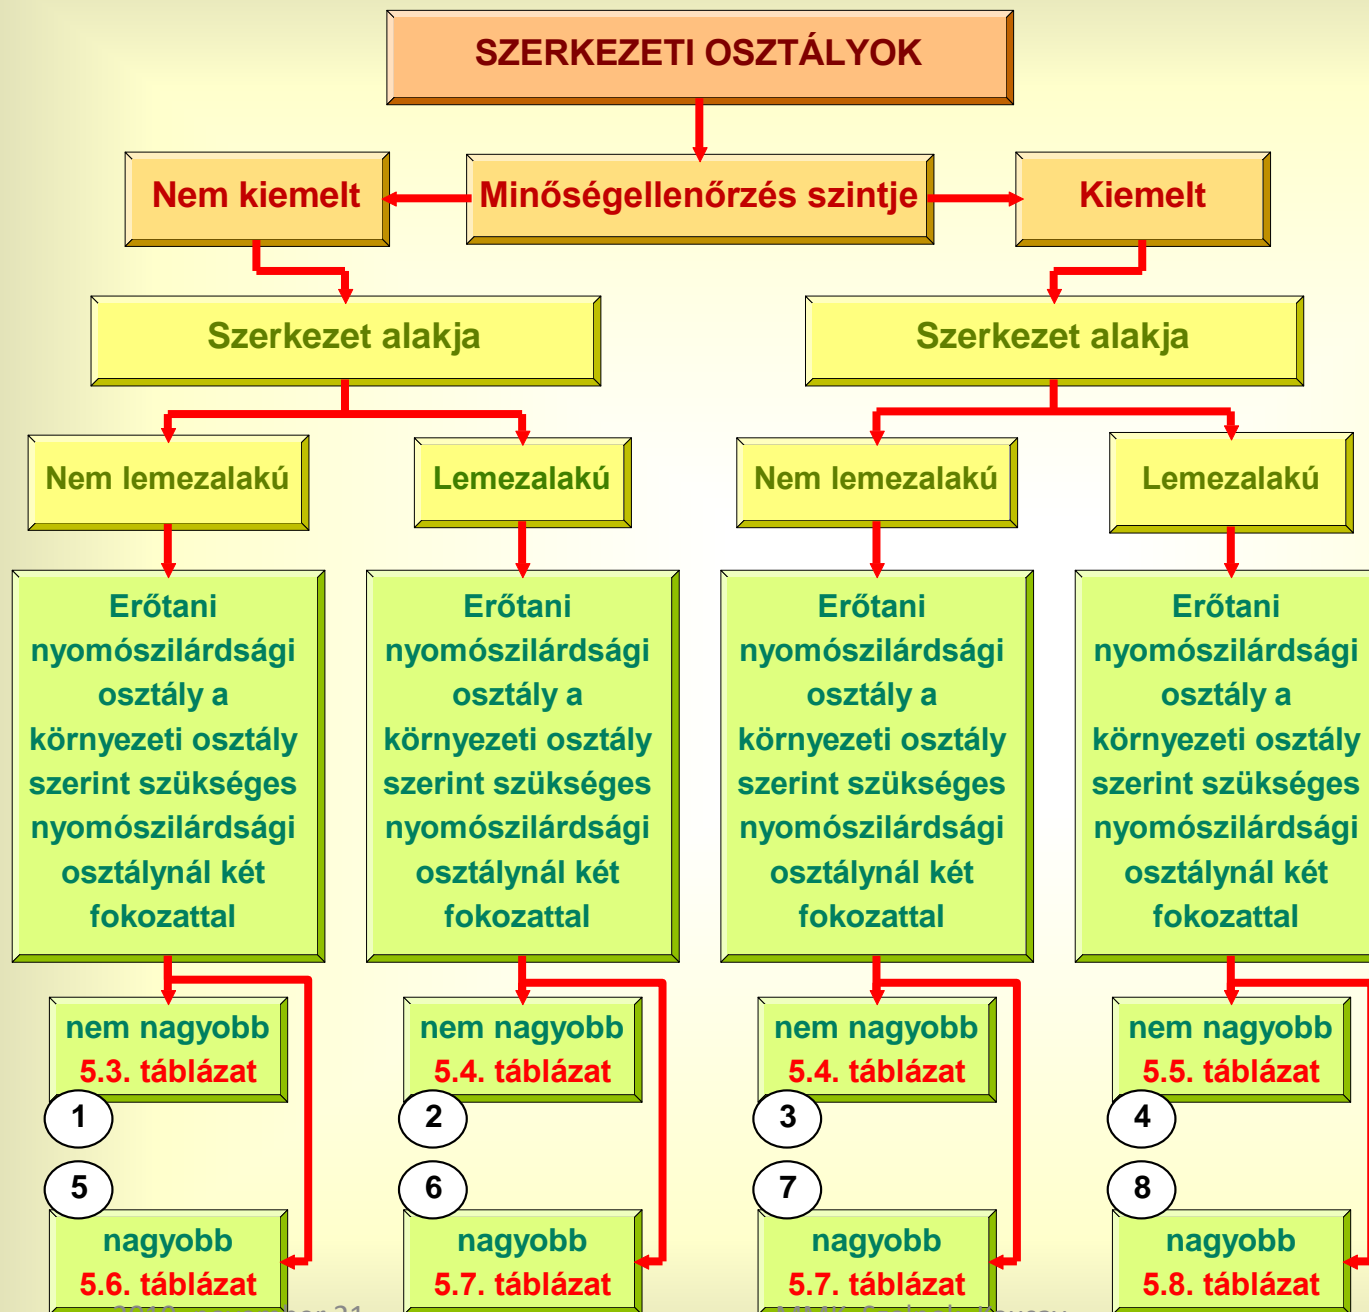 SZERKEZETI OSZTÁLYOK
Nem kiemelt
Minőségellenőrzés szintje
Kiemelt
Szerkezet alakja
Szerkezet alakja
Nem lemezalakú
Lemezalakú
Nem lemezalakú
Lemezalakú
Erőtani
nyomószilárdsági
osztály a
környezeti osztály
szerint szükséges
nyomószilárdsági
osztálynál két
fokozattal
Erőtani
nyomószilárdsági
osztály a
környezeti osztály
szerint szükséges
nyomószilárdsági
osztálynál két
fokozattal
Erőtani
nyomószilárdsági
osztály a
környezeti osztály
szerint szükséges
nyomószilárdsági
osztálynál két
fokozattal
Erőtani
nyomószilárdsági
osztály a
környezeti osztály
szerint szükséges
nyomószilárdsági
osztálynál két
fokozattal
nem nagyobb
5.3. táblázat
1
nem nagyobb
5.4. táblázat
2
nem nagyobb
5.4. táblázat
3
nem nagyobb
5.5. táblázat
4
5
nagyobb
5.6. táblázat
6
nagyobb
5.7. táblázat
7
nagyobb
5.7. táblázat
8
nagyobb
5.8. táblázat